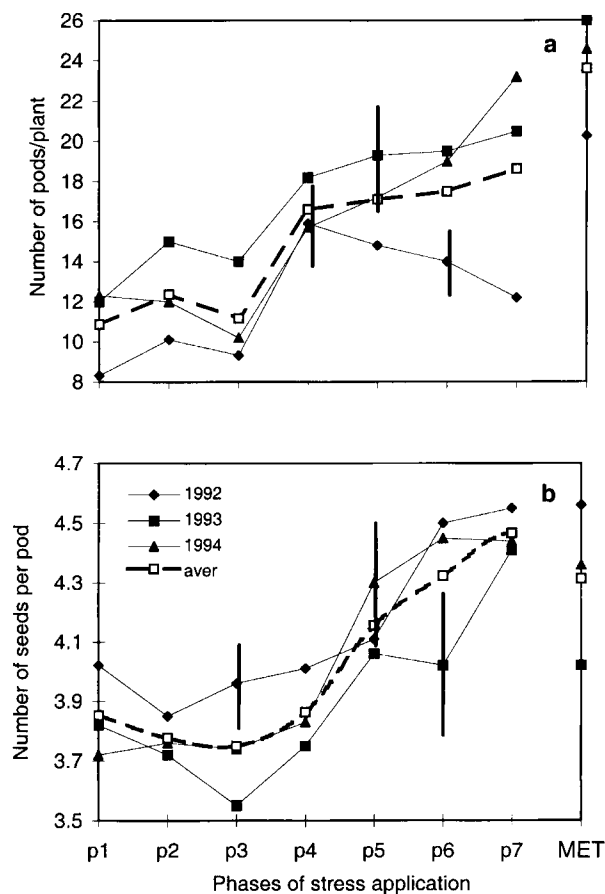 a
26
24
22
20
18
16
14
12
10
8
Number of pods/plant
b
4.7
4.5
4.3
4.1
3.9
3.7
3.5
Number of seeds per pod
1992
1993
1994
aver
p1 p2 p3 p4 p5 p6 p7 MET
Phases of stress application